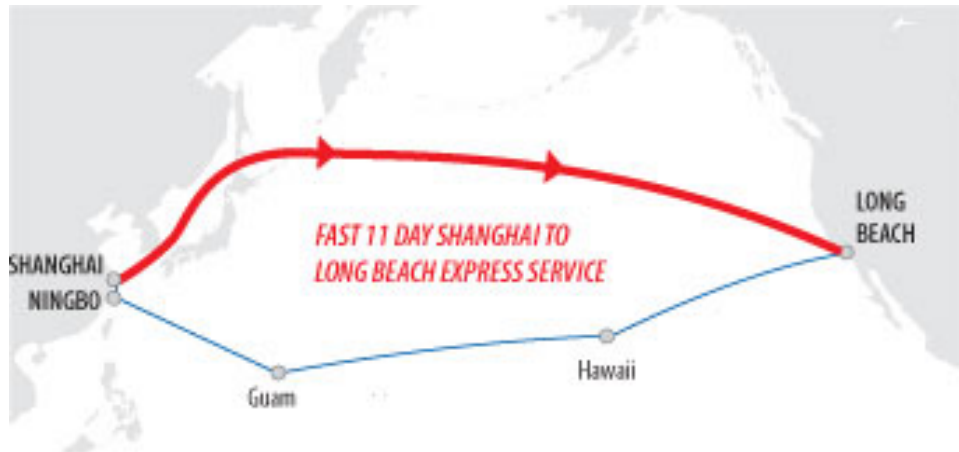 LONG
BEACH
FAST 11 DAY SHANGHAI TO
LONG BEACH EXPRESS SERVICE
SHANGHAI
NINGBO
Hawaii
Guam